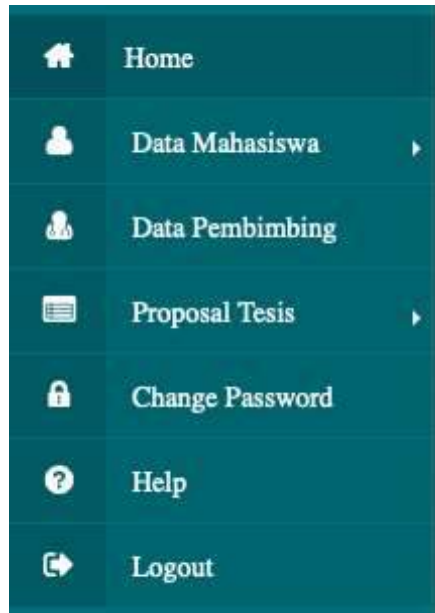 Home
Data Mahasiswa
Data Pembimbing
Proposal Tesis
Change Password
Help
Logout